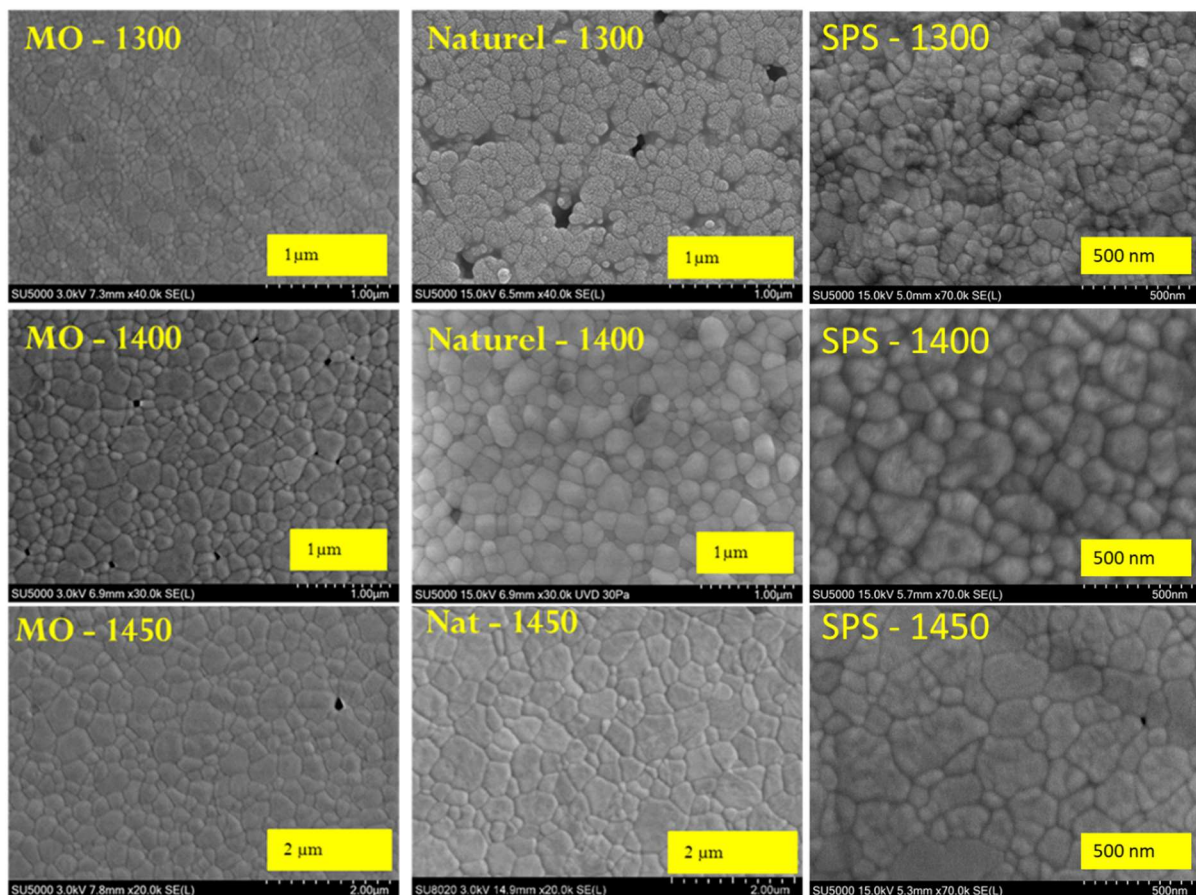 MO - 1300
1µm
SU5000 3.0kV 7.3mm x40.0k SE(L) 1.00µm
Naturel - 1300
1µm
SU5000 15.0kV 6.5mm x40.0k SE(L) 1.00µm
SPS - 1300
500 nm
SU5000 15.0kV 5.0mm x70.0k SE(L) 500nm
MO - 1400
1µm
SU5000 3.0kV 6.9mm x30.0k SE(L) 1.00µm
Naturel - 1400
1µm
SU5000 15.0kV 6.9mm x30.0k UVD 30Pa 1.00µm
SPS - 1400
500 nm
SU5000 15.0kV 5.7mm x70.0k SE(L) 500nm
MO - 1450
2 µm
SU5000 3.0kV 7.8mm x20.0k SE(L) 2.00µm
Nat - 1450
2 µm
SU8020 3.0kV 14.9mm x20.0k SE(L) 2.00um
SPS - 1450
500 nm
SU5000 15.0kV 5.3mm x70.0k SE(L) 500nm